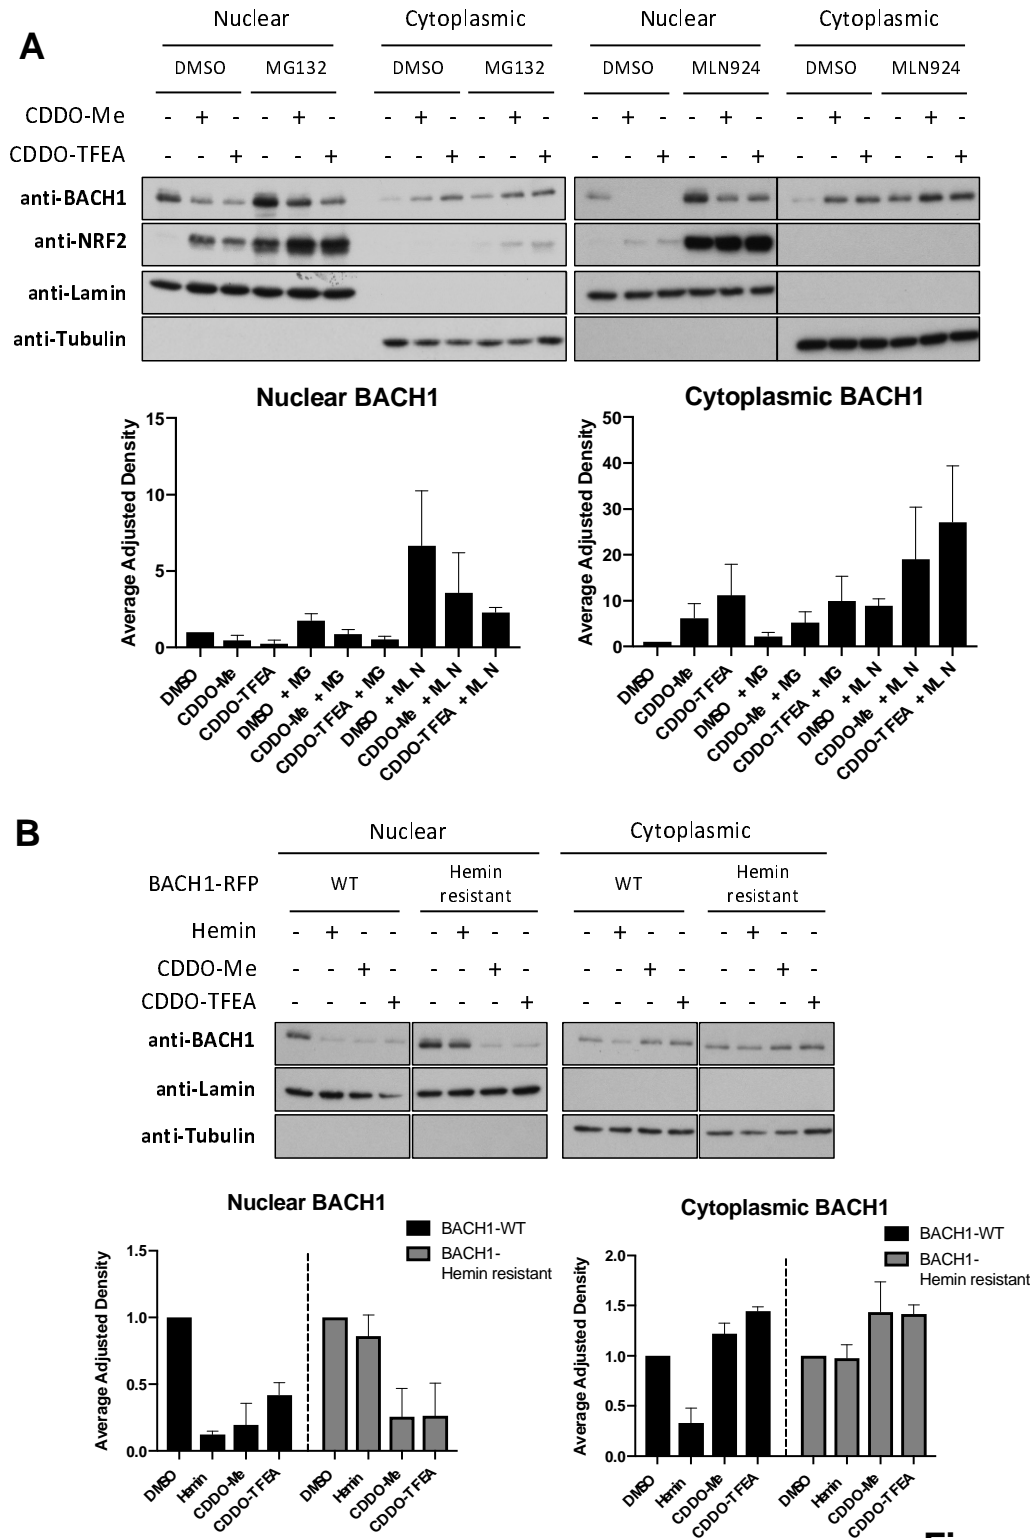 A
Nuclear Cytoplasmic Nuclear Cytoplasmic
DMSO MG132 DMSO MG132 DMSO MLN924 DMSO MLN924
CDDO-Me - + - - + - - + - - + - - + - - + - - + - - + -
CDDO-TFEA - - + - - + - - + - - + - - + - - + - - + - - +
anti-BACH1
anti-NRF2
anti-Lamin
anti-Tubulin
Nuclear BACH1
Average Adjusted Density
15
10
5
0
DMSO
CDDO-Me
CDDO-TFEA
DMSO + MG
CDDO-Me + MG
CDDO-TFEA + MG
DMSO + MLN
CDDO-Me + MLN
CDDO-TFEA + MLN
Cytoplasmic BACH1
Average Adjusted Density
50
40
30
20
10
0
DMSO
CDDO-Me
CDDO-TFEA
DMSO + MG
CDDO-Me + MG
CDDO-TFEA + MG
DMSO + MLN
CDDO-Me + MLN
CDDO-TFEA + MLN
B
Nuclear Cytoplasmic
BACH1-RFP WT Hemin resistant WT Hemin resistant
Hemin - + - - - + - - - + - - - + - -
CDDO-Me - - + - - - + - - - + - - - + -
CDDO-TFEA - - - + - - - + - - - + - - - +
anti-BACH1
anti-Lamin
anti-Tubulin
Nuclear BACH1
BACH1-WT
BACH1-
Hemin resistant
Average Adjusted Density
1.5
1.0
0.5
0.0
DMSO
Hemin
CDDO-Me
CDDO-TFEA
DMSO
Hemin
CDDO-Me
CDDO-TFEA
Cytoplasmic BACH1
BACH1-WT
BACH1-
Hemin resistant
Average Adjusted Density
2.0
1.5
1.0
0.5
0.0
DMSO
Hemin
CDDO-Me
CDDO-TFEA
DMSO
Hemin
CDDO-Me
CDDO-TFEA